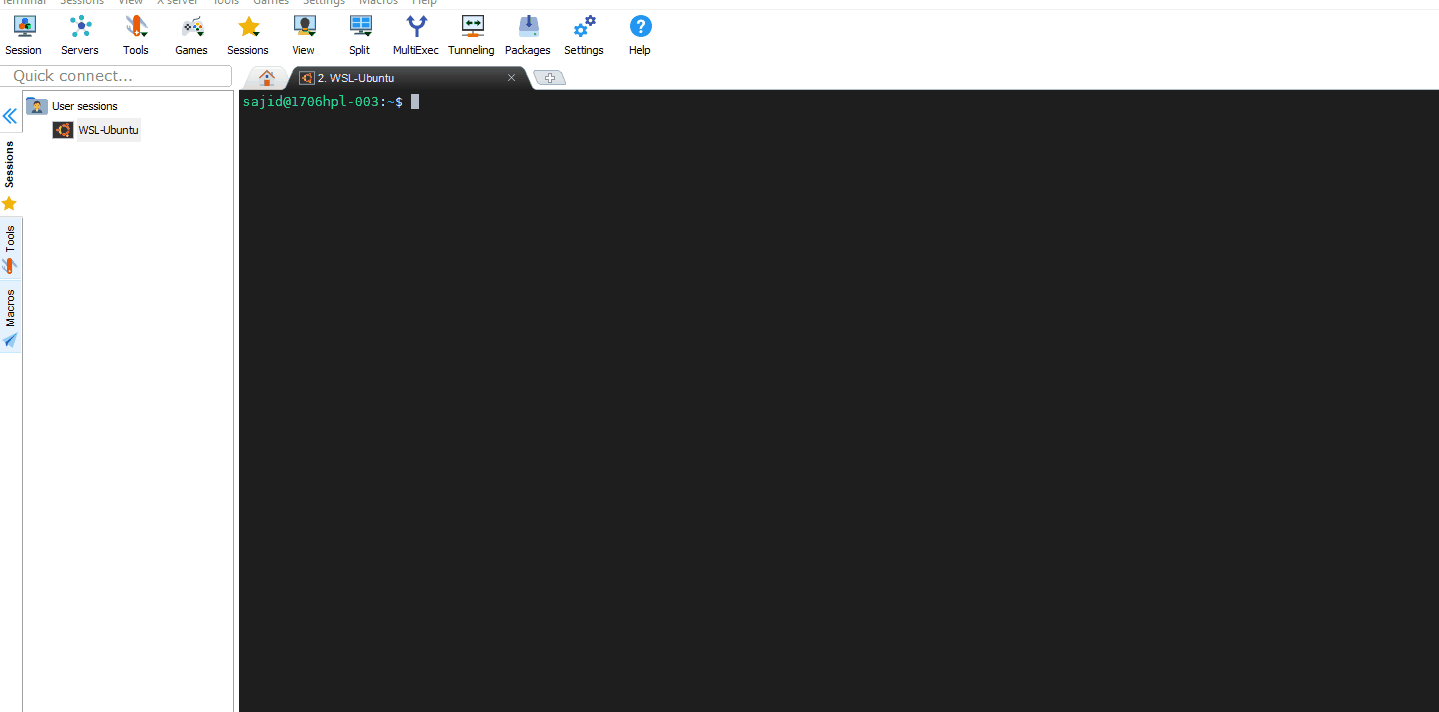 Terminal Sessions View X server Tools Games Settings Macros Help
Session Servers Tools Games Sessions View Split MultiExec Tunneling Packages Settings Help
Quick connect...
2. WSL-Ubuntu
User sessions
WSL-Ubuntu
Sessions
Tools
Macros
sajid@1706hpl-003:~$